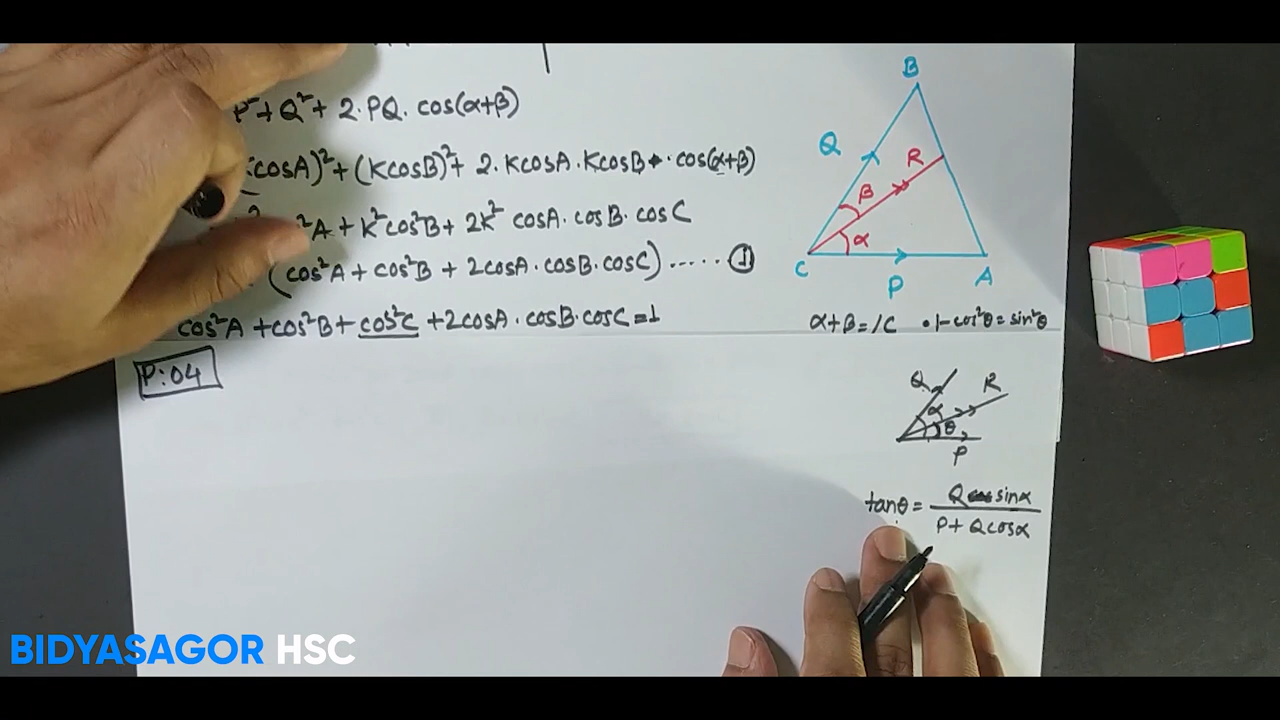 P² + Q² + 2·PQ. cos(α+β)
KcosA)² + (KcosB)² + 2·KcosA·KcosB · cos(α+β)
²A + K²cos²B + 2K² cosA·cosB·cosC
(cos²A + cos²B + 2cosA·cosB·cosC) ..... ①
cos²A + cos²B + cos²C + 2cosA·cosB·cosC = 1
P:04
B
Q
R
β
α
C
P
A
α+β=∠C • 1-cos²θ = sin²θ
Q
R
α
θ
P
tanθ = Q sinα / P + Qcosα
BIDYASAGOR HSC